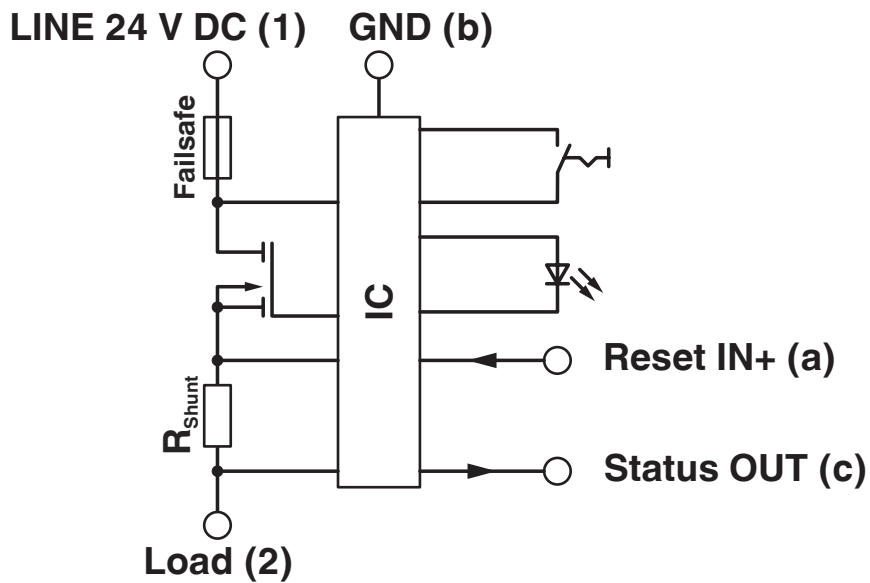 LINE 24 V DC (1)
GND (b)
Failsafe
IC
Reset IN+ (a)
RShunt
Status OUT (c)
Load (2)